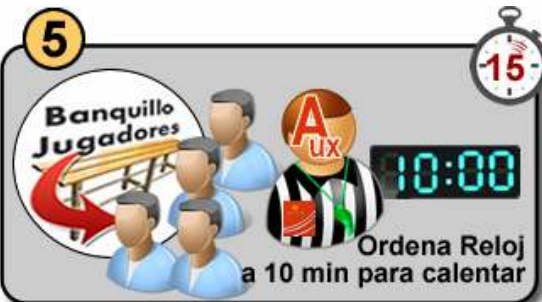 5
15
Banquillo
Jugadores
Aux
10:00
Ordena Reloj
a 10 min para calentar